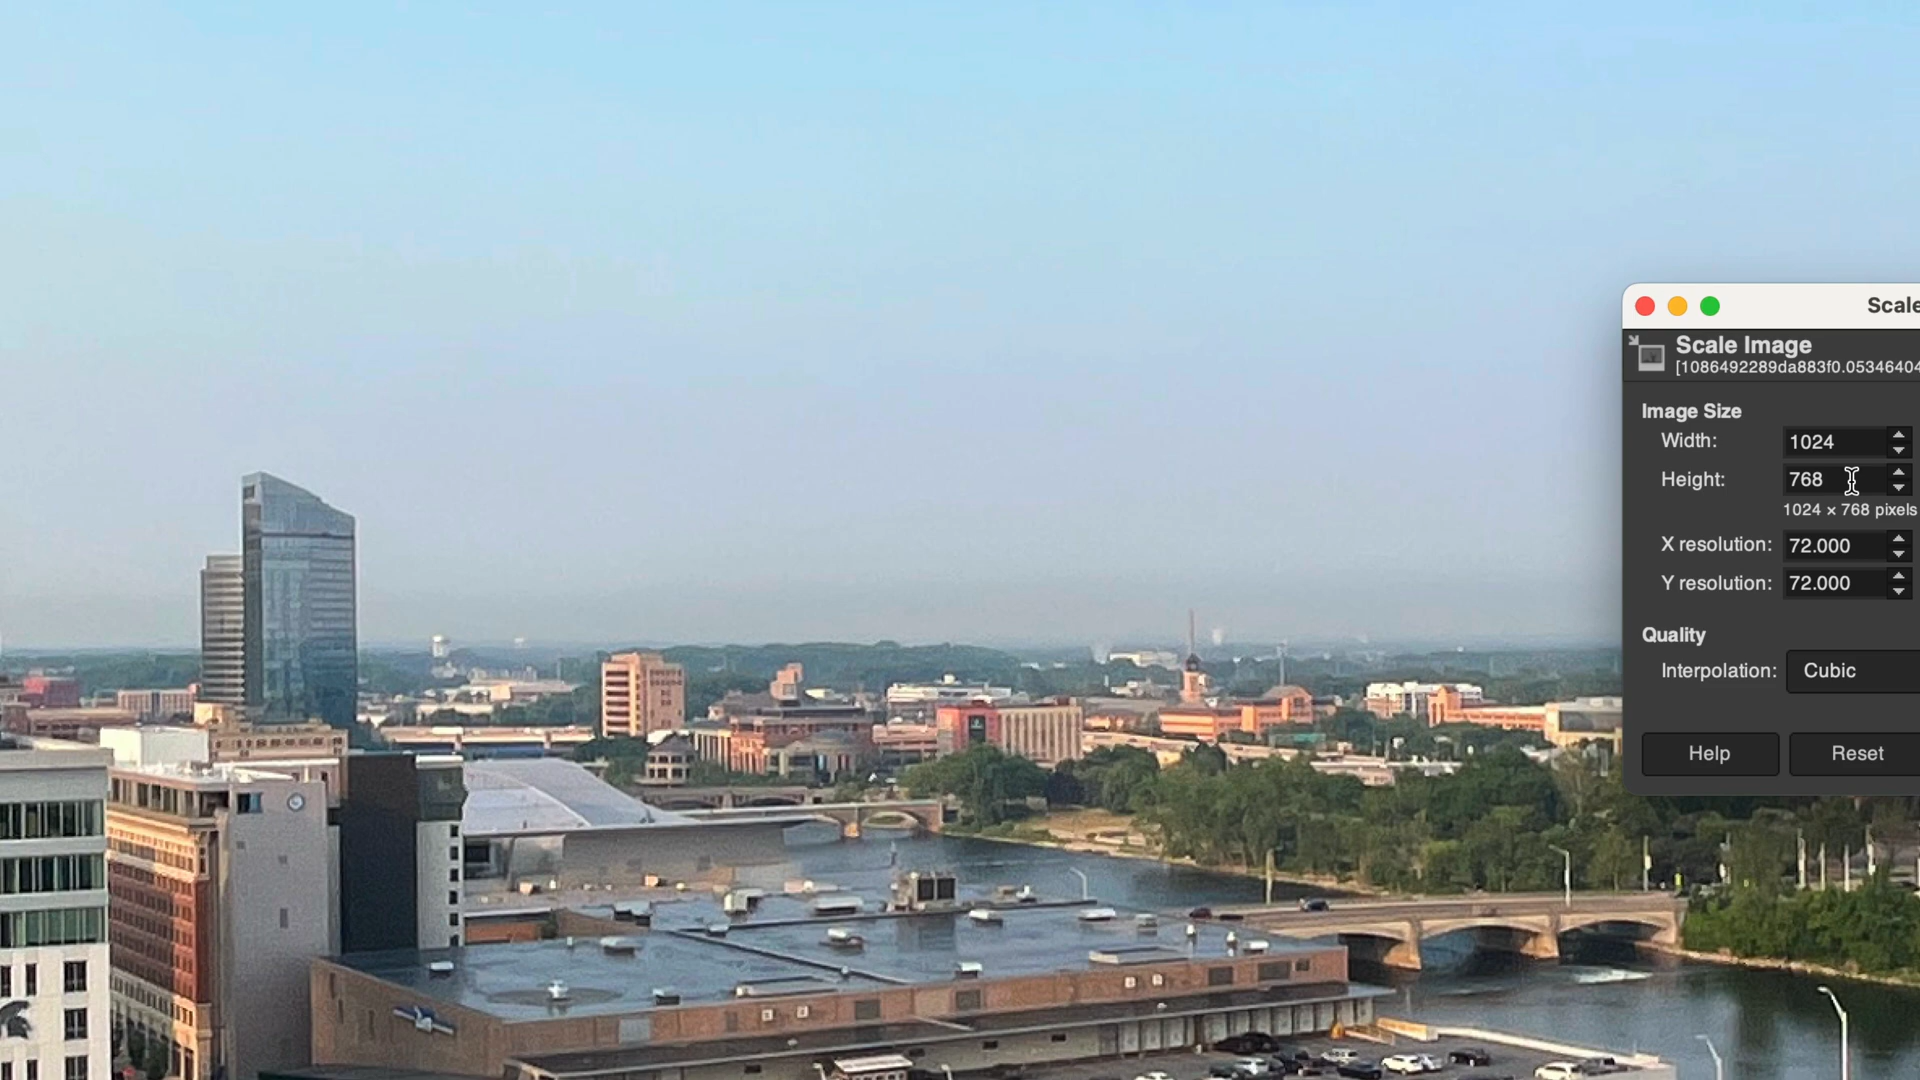 Scale
Scale Image
[1086492289da883f0.05346404
Image Size
Width: 1024
Height: 768
1024 × 768 pixels
X resolution: 72.000
Y resolution: 72.000
Quality
Interpolation: Cubic
Help Reset